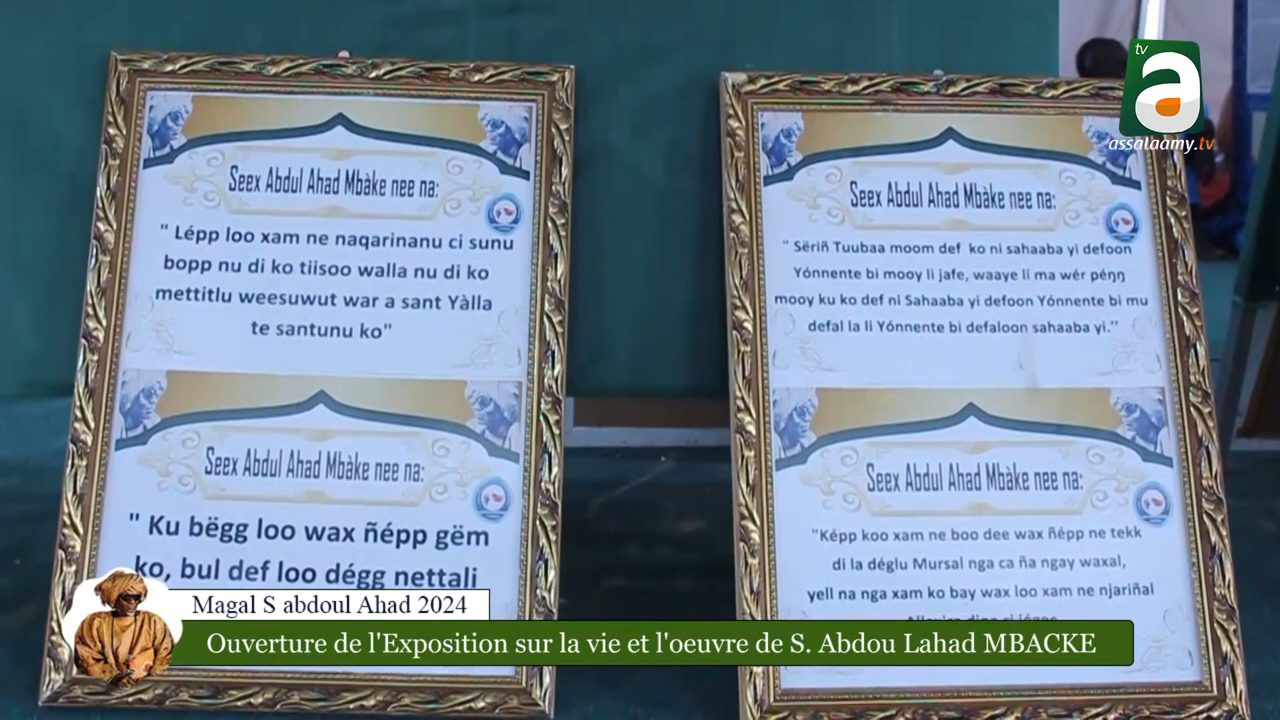 Seex Abdul Ahad Mbàke nee na:
" Lépp loo xam ne naqarinanu ci sunu
bopp nu di ko tiisoo walla nu di ko
mettitlu weesuwut war a sant Yàlla
te santunu ko"
Seex Abdul Ahad Mbàke nee na:
" Ku bëgg loo wax ñépp gëm
ko, bul def loo dégg nettali
Seex Abdul Ahad Mbàke nee na:
" Sëriñ Tuubaa moom def ko ni sahaaba yi defoon
Yónnente bi mooy li jafe, waaye li ma wér péŋŋ
mooy ku ko def ni Sahaaba yi defoon Yónnente bi mu
defal la li Yónnente bi defaloon sahaaba yi.’’
Seex Abdul Ahad Mbàke nee na:
"Képp koo xam ne boo dee wax ñépp ne tekk
di la déglu Mursal nga ca ña ngay waxal,
yell na nga xam ko bay wax loo xam ne njariñal
tv
a
assalaamy.tv
Magal S abdoul Ahad 2024
Ouverture de l'Exposition sur la vie et l'oeuvre de S. Abdou Lahad MBACKE